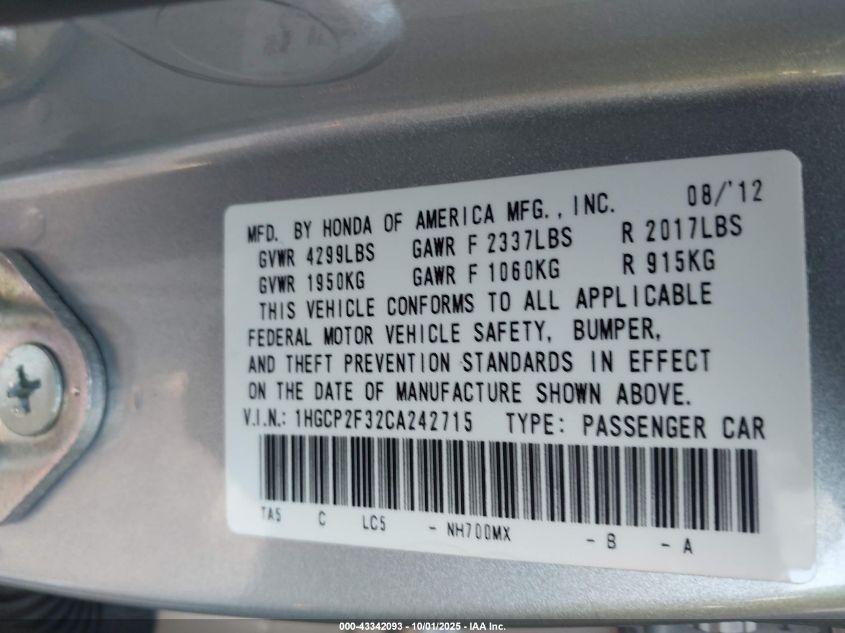 MFD. BY HONDA OF AMERICA MFG., INC. 08/'12
GVWR 4299LBS GAWR F 2337LBS R 2017LBS
GVWR 1950KG GAWR F 1060KG R 915KG
THIS VEHICLE CONFORMS TO ALL APPLICABLE
FEDERAL MOTOR VEHICLE SAFETY, BUMPER,
AND THEFT PREVENTION STANDARDS IN EFFECT
ON THE DATE OF MANUFACTURE SHOWN ABOVE.
V.I.N.: 1HGCP2F32CA242715 TYPE: PASSENGER CAR
TA5 C LC5 - NH700MX - B - A
000-43342093 - 10/01/2025 - IAA Inc.